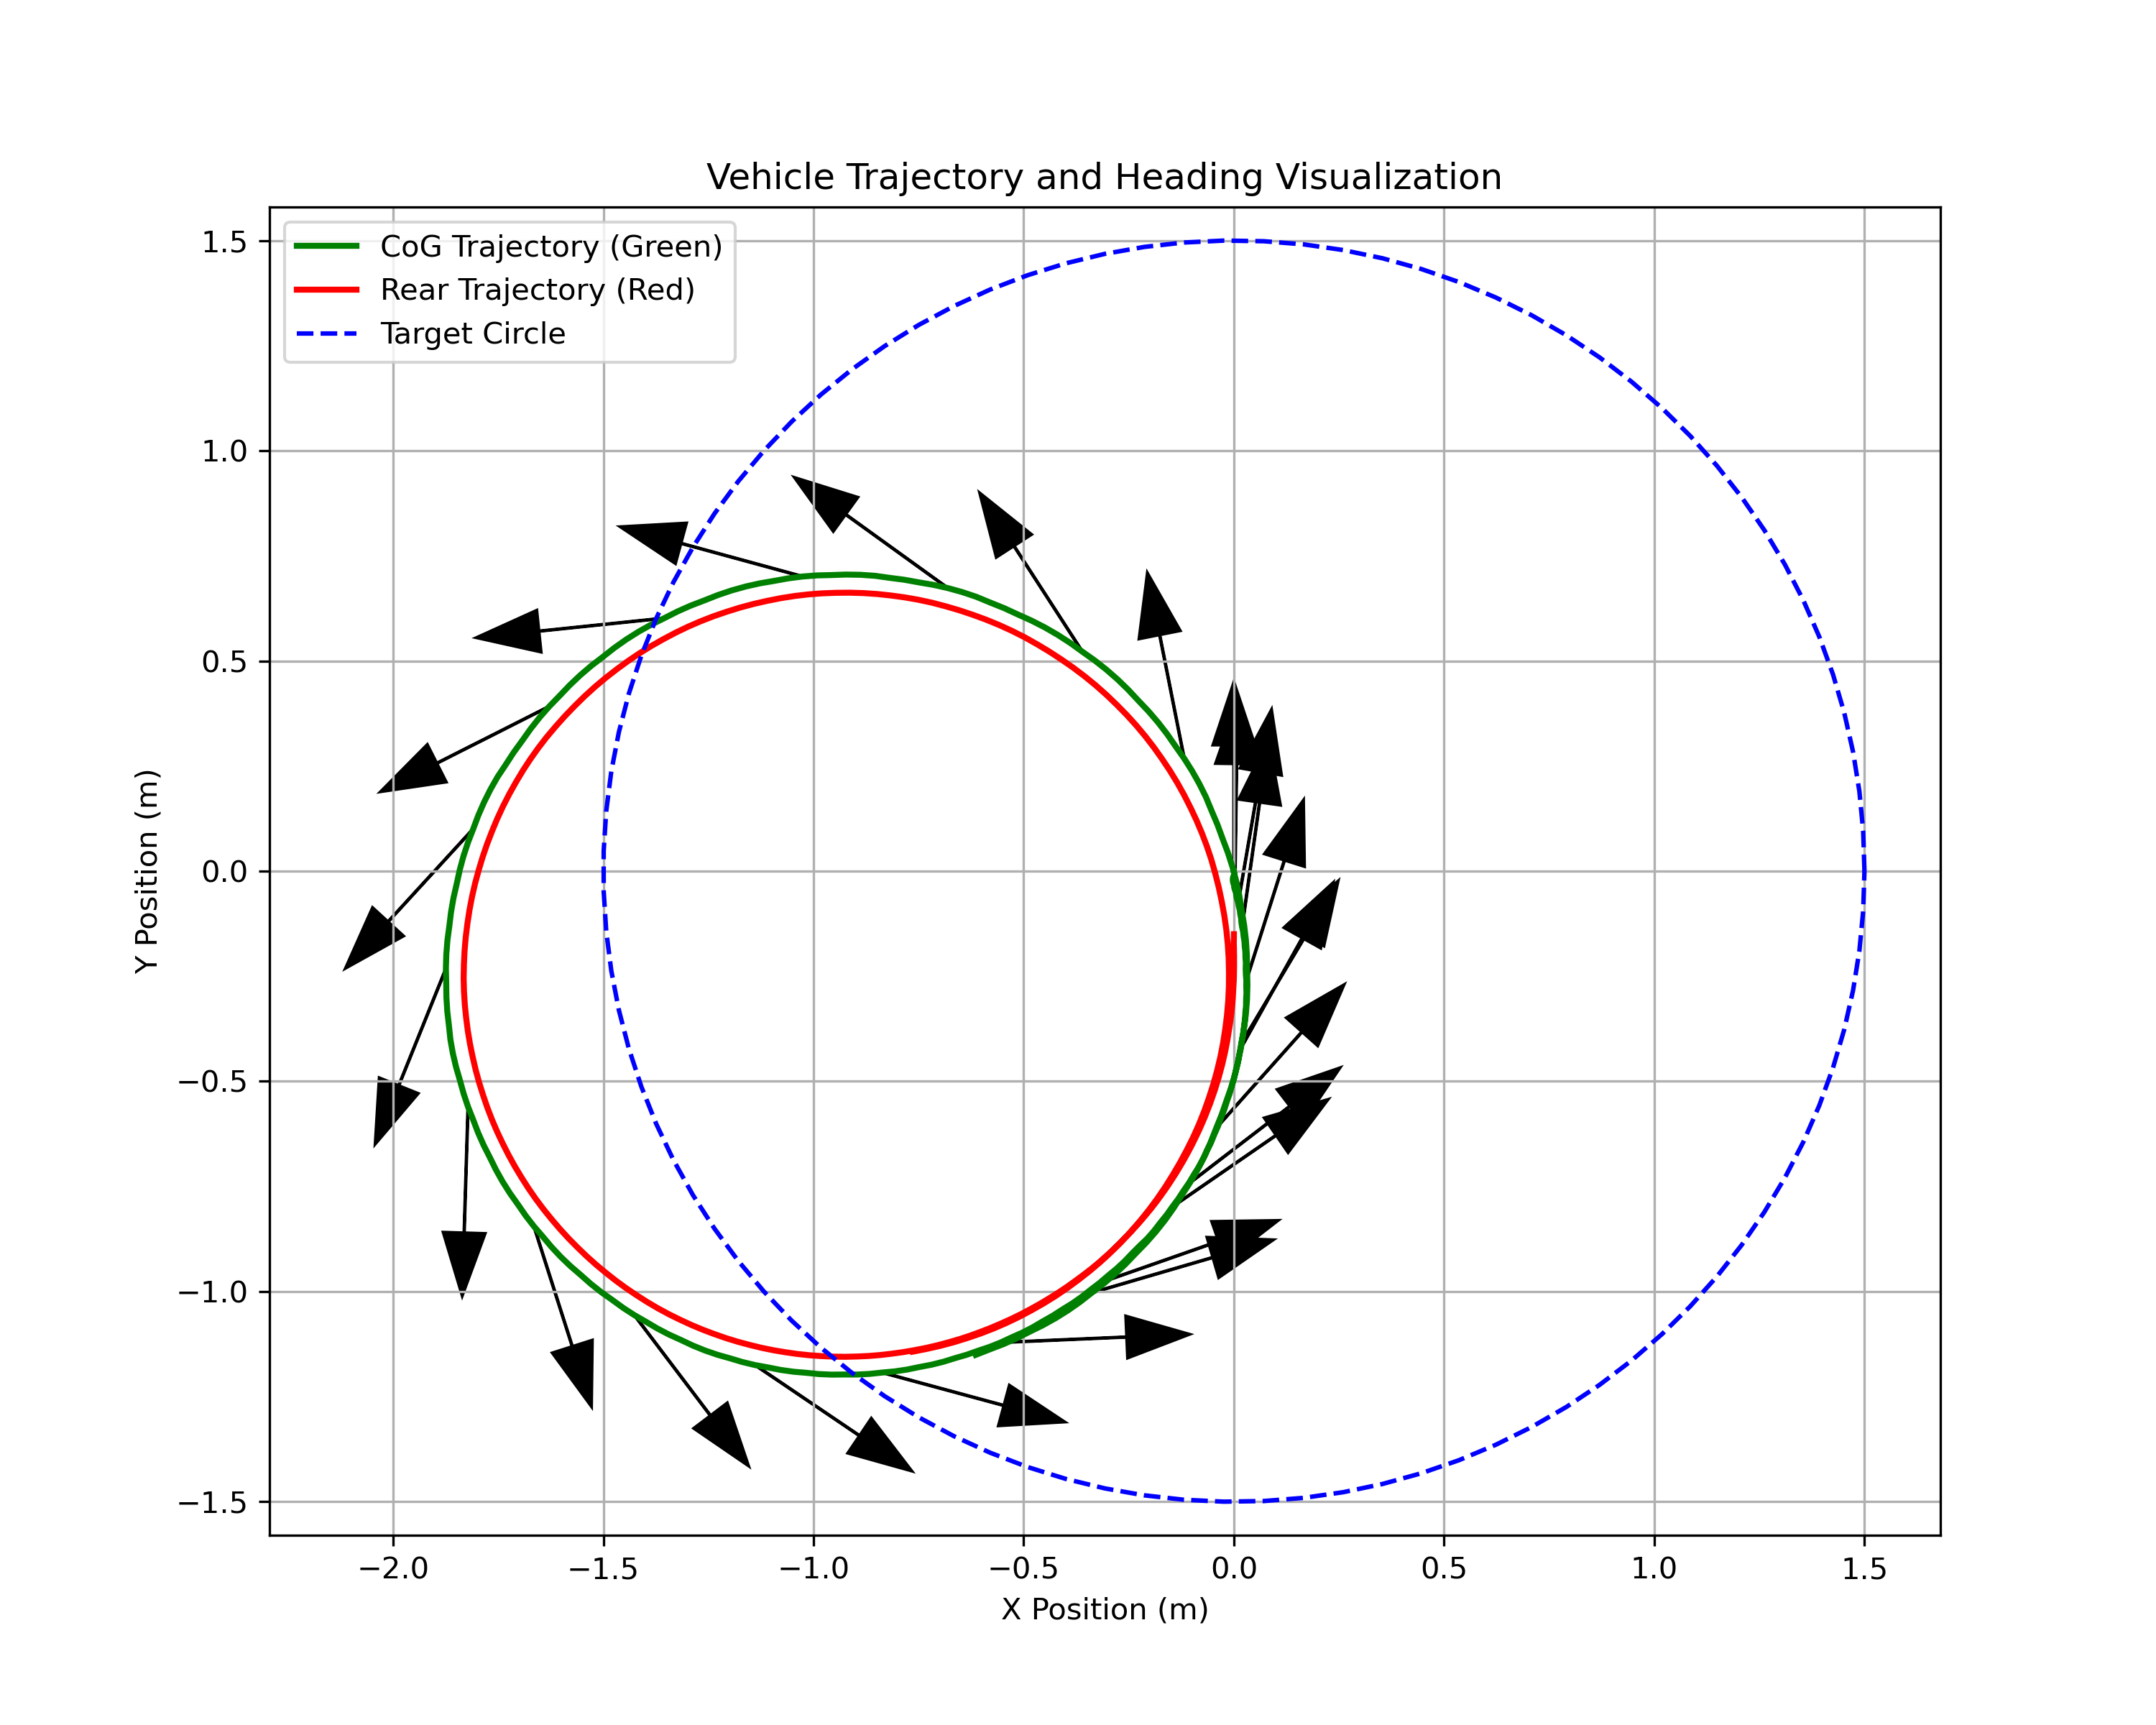 Vehicle Trajectory and Heading Visualization
CoG Trajectory (Green)
Rear Trajectory (Red)
Target Circle
Y Position (m)
1.5
1.0
0.5
0.0
−0.5
−1.0
−1.5
−2.0
−1.5
−1.0
−0.5
0.0
0.5
1.0
1.5
X Position (m)